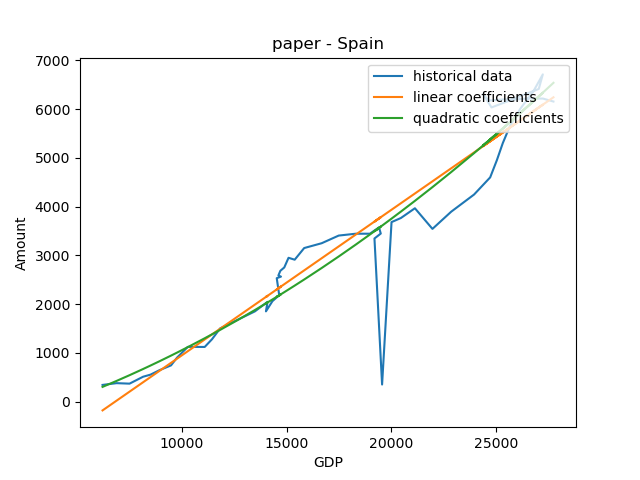 paper - Spain
7000
6000
5000
4000
3000
2000
1000
0
Amount
historical data
linear coefficients
quadratic coefficients
10000 15000 20000 25000
GDP